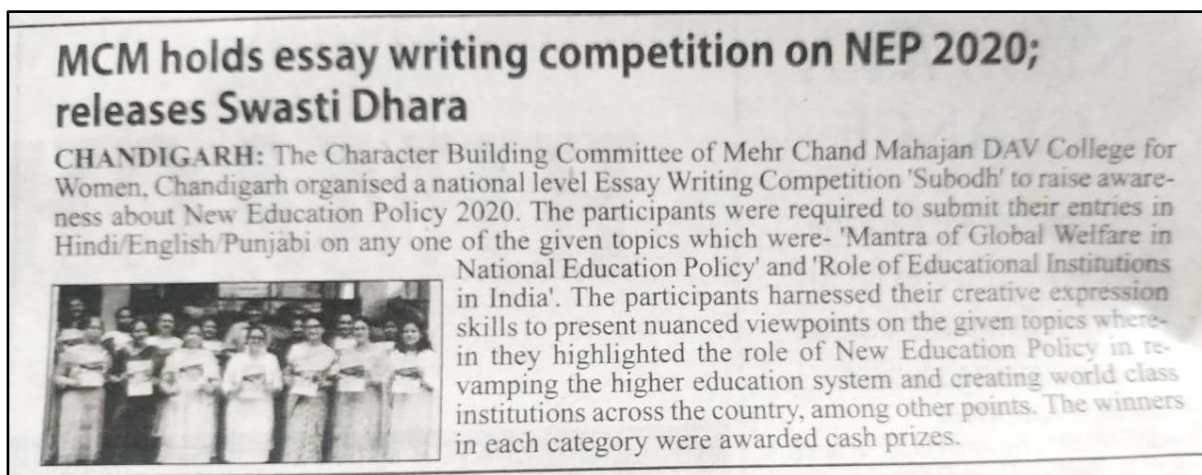 MCM holds essay writing competition on NEP 2020;
releases Swasti Dhara
CHANDIGARH: The Character Building Committee of Mehr Chand Mahajan DAV College for
Women, Chandigarh organised a national level Essay Writing Competition 'Subodh' to raise aware-
ness about New Education Policy 2020. The participants were required to submit their entries in
Hindi/English/Punjabi on any one of the given topics which were- 'Mantra of Global Welfare in
National Education Policy' and 'Role of Educational Institutions
in India'. The participants harnessed their creative expression
skills to present nuanced viewpoints on the given topics where-
in they highlighted the role of New Education Policy in re-
vamping the higher education system and creating world class
institutions across the country, among other points. The winners
in each category were awarded cash prizes.